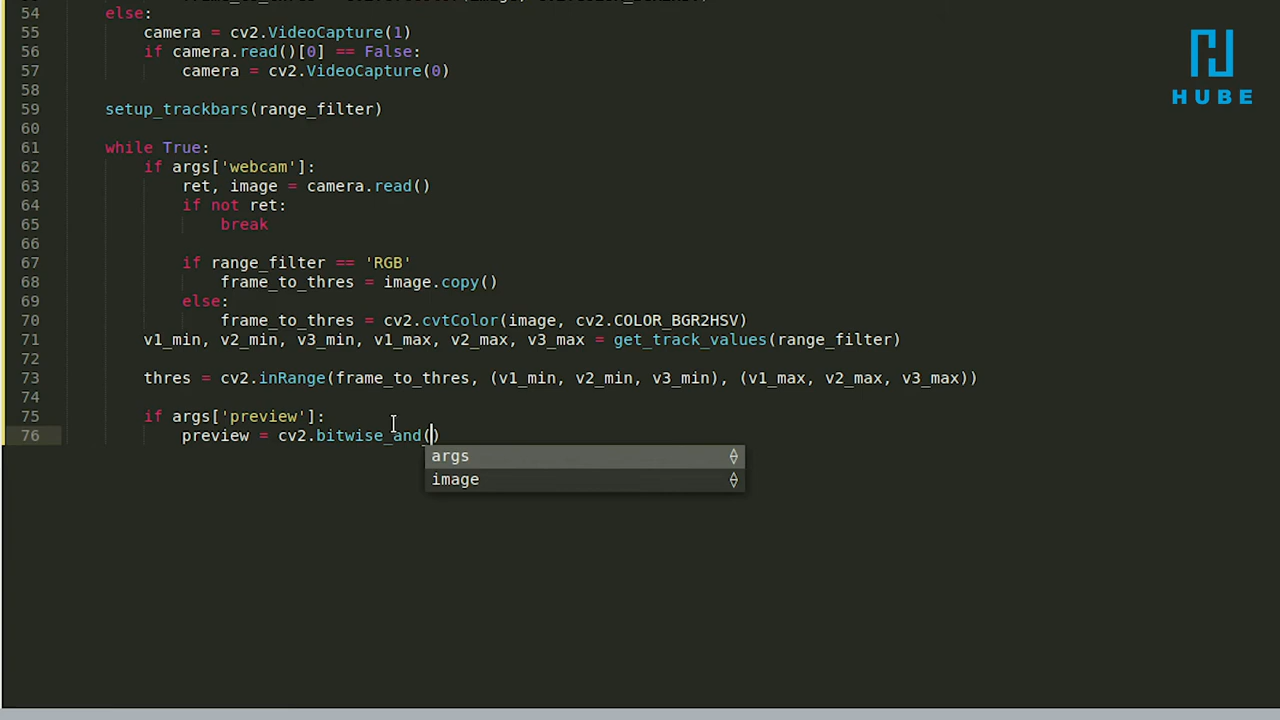 54 else:
55 camera = cv2.VideoCapture(1)
56 if camera.read()[0] == False:
57 camera = cv2.VideoCapture(0)
58
59 setup_trackbars(range_filter)
60
61 while True:
62 if args['webcam']:
63 ret, image = camera.read()
64 if not ret:
65 break
66
67 if range_filter == 'RGB'
68 frame_to_thres = image.copy()
69 else:
70 frame_to_thres = cv2.cvtColor(image, cv2.COLOR_BGR2HSV)
71 v1_min, v2_min, v3_min, v1_max, v2_max, v3_max = get_track_values(range_filter)
72
73 thres = cv2.inRange(frame_to_thres, (v1_min, v2_min, v3_min), (v1_max, v2_max, v3_max))
74
75 if args['preview']:
76 preview = cv2.bitwise_and()
args
image
HUBE